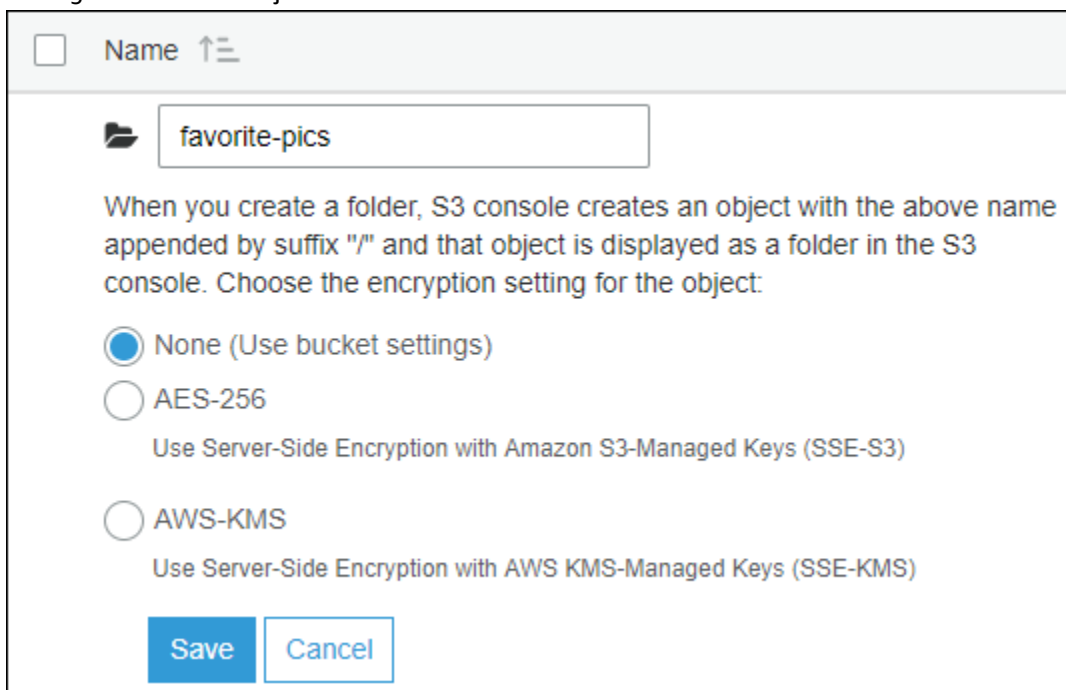 Name
favorite-pics
When you create a folder, S3 console creates an object with the above name
appended by suffix "/" and that object is displayed as a folder in the S3
console. Choose the encryption setting for the object:
None (Use bucket settings)
AES-256
Use Server-Side Encryption with Amazon S3-Managed Keys (SSE-S3)
AWS-KMS
Use Server-Side Encryption with AWS KMS-Managed Keys (SSE-KMS)
Save Cancel